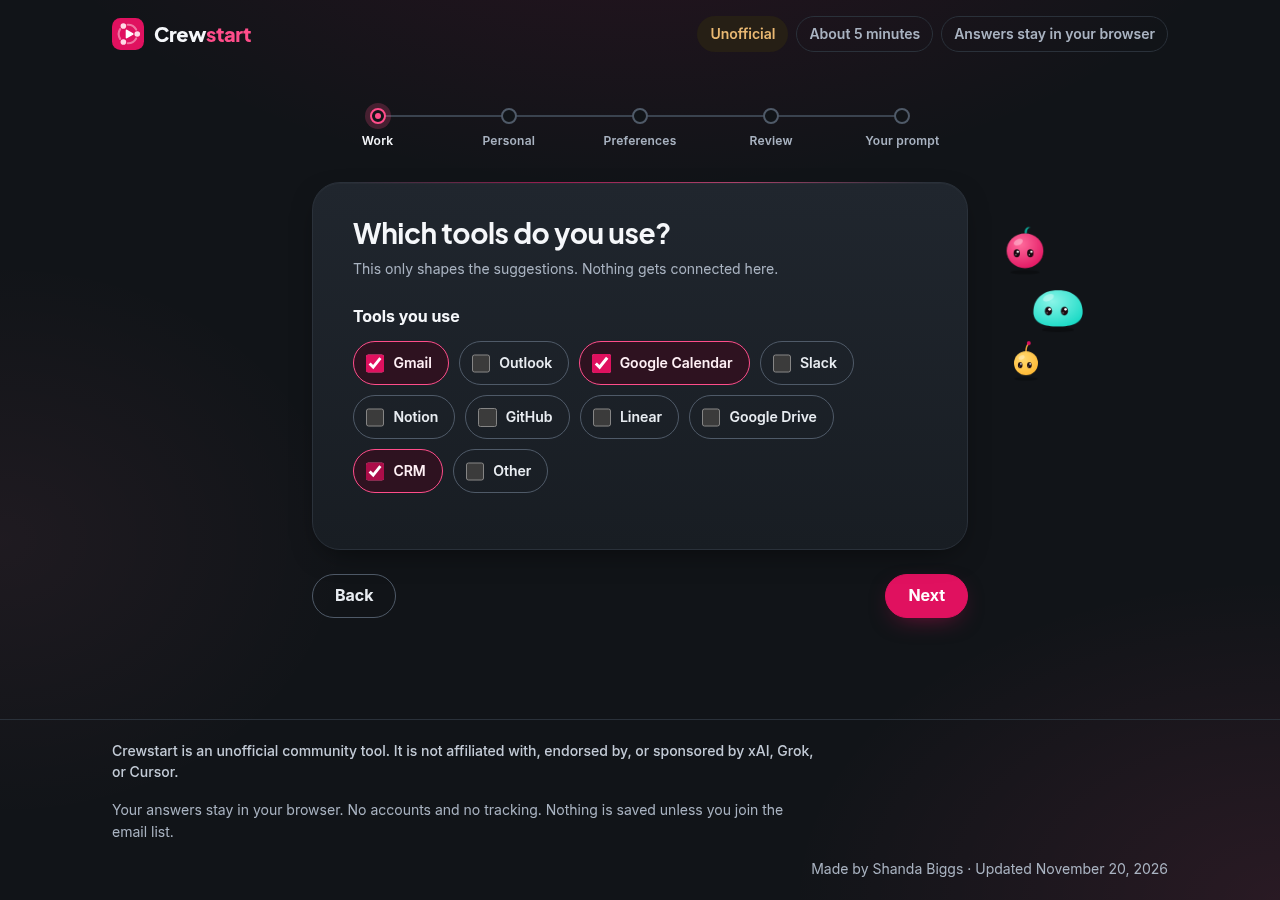 Crewstart
Unofficial
About 5 minutes
Answers stay in your browser
Work
Personal
Preferences
Review
Your prompt
Which tools do you use?
This only shapes the suggestions. Nothing gets connected here.
Tools you use
Gmail
Outlook
Google Calendar
Slack
Notion
GitHub
Linear
Google Drive
CRM
Other
Back
Next
Crewstart is an unofficial community tool. It is not affiliated with, endorsed by, or sponsored by xAI, Grok,
or Cursor.
Your answers stay in your browser. No accounts and no tracking. Nothing is saved unless you join the
email list.
Made by Shanda Biggs · Updated November 20, 2026